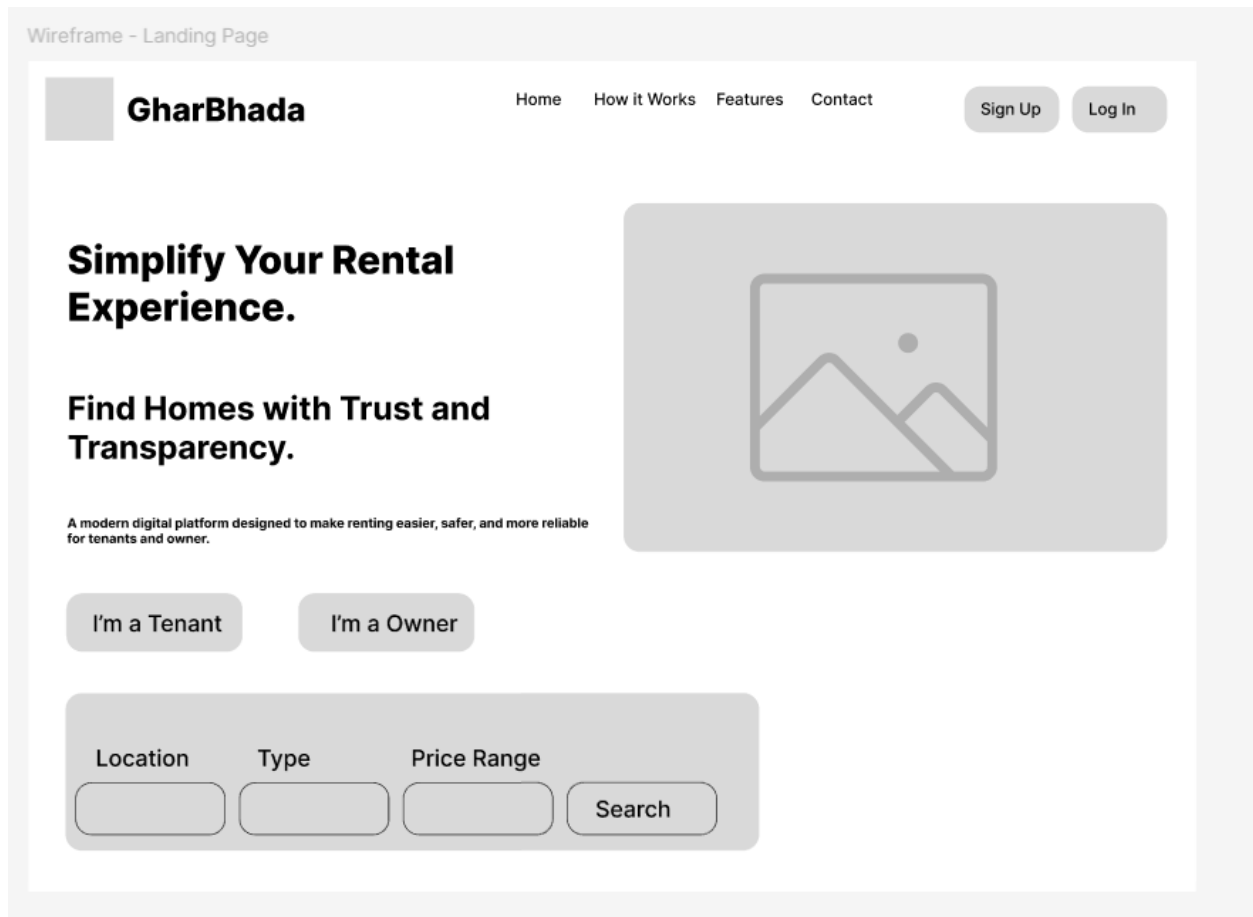 Wireframe - Landing Page
GharBhada
Home How it Works Features Contact
Sign Up Log In
Simplify Your Rental
Experience.
Find Homes with Trust and
Transparency.
A modern digital platform designed to make renting easier, safer, and more reliable
for tenants and owner.
I'm a Tenant I'm a Owner
Location Type Price Range
Search